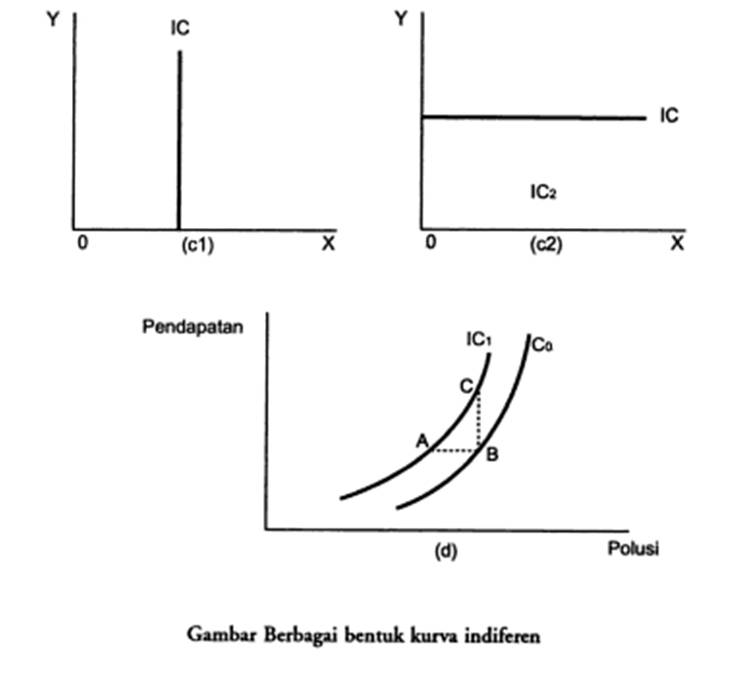 Y
IC
0
(c1)
X
Y
IC
IC₂
0
(c2)
X
Pendapatan
IC₁
C₀
C
A
B
(d)
Polusi
Gambar Berbagai bentuk kurva indiferen